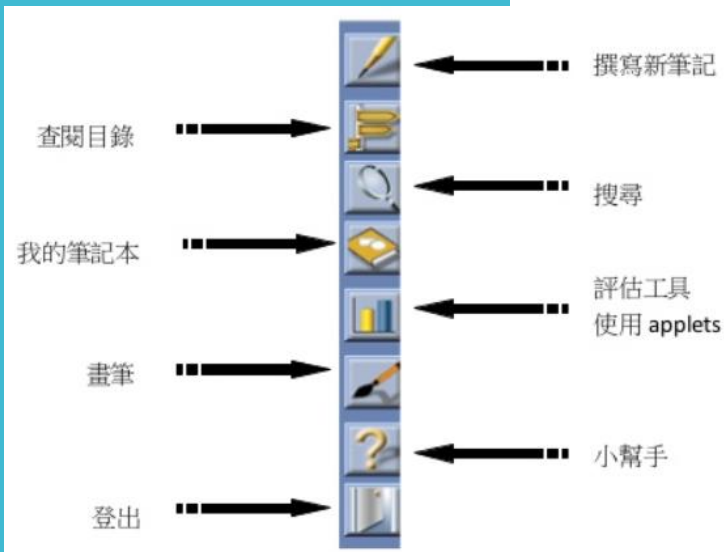 撰寫新筆記
查閱目錄
搜尋
我的筆記本
評估工具
使用 applets
畫筆
小幫手
登出